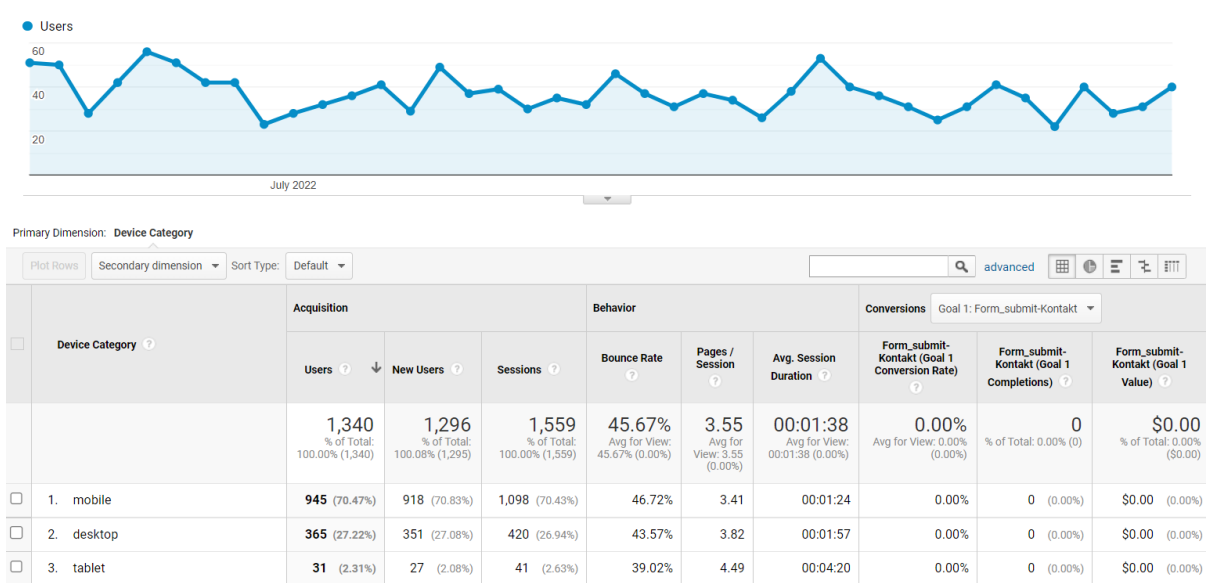 Users
60
40
20
July 2022
Primary Dimension: Device Category
Plot Rows Secondary dimension Sort Type: Default advanced
Acquisition Behavior Conversions Goal 1: Form_submit-Kontakt
Device Category ?
Users ? New Users ? Sessions ? Bounce Rate ? Pages / Session ? Avg. Session Duration ? Form_submit-Kontakt (Goal 1 Conversion Rate) ? Form_submit-Kontakt (Goal 1 Completions) ? Form_submit-Kontakt (Goal 1 Value) ?
1,340 1,296 1,559 45.67% 3.55 00:01:38 0.00% 0 $0.00
% of Total: 100.00% (1,340) % of Total: 100.08% (1,295) % of Total: 100.00% (1,559) Avg for View: 45.67% (0.00%) Avg for View: 3.55 (0.00%) Avg for View: 00:01:38 (0.00%) Avg for View: 0.00% (0.00%) % of Total: 0.00% (0) % of Total: 0.00% ($0.00)
1. mobile 945 (70.47%) 918 (70.83%) 1,098 (70.43%) 46.72% 3.41 00:01:24 0.00% 0 (0.00%) $0.00 (0.00%)
2. desktop 365 (27.22%) 351 (27.08%) 420 (26.94%) 43.57% 3.82 00:01:57 0.00% 0 (0.00%) $0.00 (0.00%)
3. tablet 31 (2.31%) 27 (2.08%) 41 (2.63%) 39.02% 4.49 00:04:20 0.00% 0 (0.00%) $0.00 (0.00%)